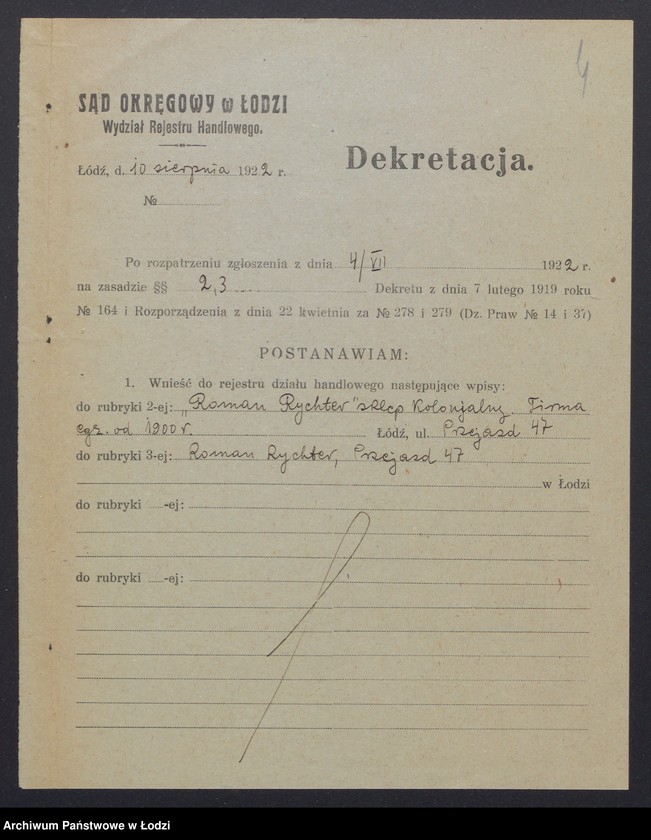 4
SĄD OKRĘGOWY w ŁODZI
Wydział Rejestru Handlowego.
Dekretacja.
Łódź, d. 10 sierpnia 1922 r.
№
Po rozpatrzeniu zgłoszenia z dnia 4/VII 1922 r.
na zasadzie §§ 2,3.... Dekretu z dnia 7 lutego 1919 roku
№ 164 i Rozporządzenia z dnia 22 kwietnia za № 278 i 279 (Dz. Praw № 14 i 37)
POSTANAWIAM:
1. Wnieść do rejestru działu handlowego następujące wpisy:
do rubryki 2-ej: „Roman Rychter" sklep Kolonjalny. Firma
egz. od 1900 r. Łódź, ul. Przejazd 47
do rubryki 3-ej: Roman Rychter, Przejazd 47
w Łodzi
do rubryki -ej:
do rubryki -ej:
Archiwum Państwowe w Łodzi